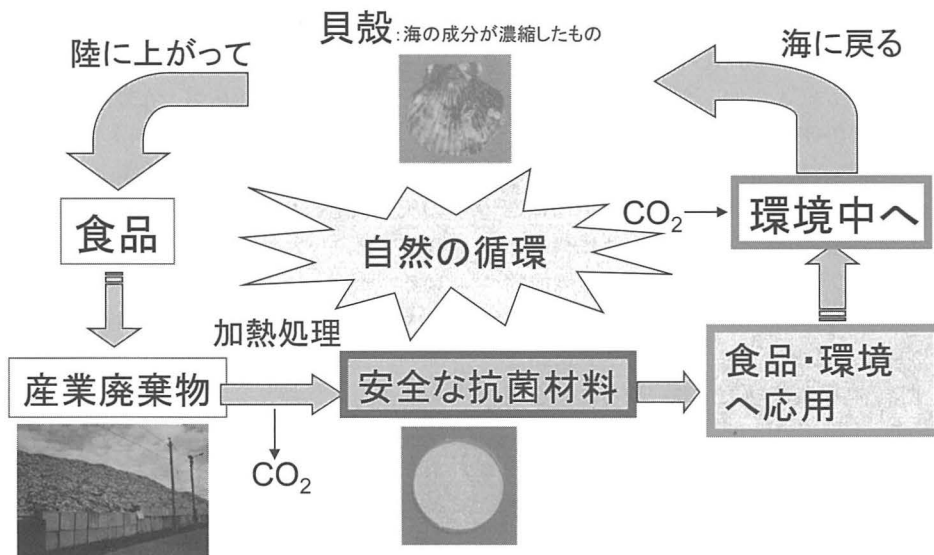 貝殻:海の成分が濃縮したもの
陸に上がって
海に戻る
食品
自然の循環
CO₂
環境中へ
加熱処理
産業廃棄物
安全な抗菌材料
食品・環境
へ応用
CO₂